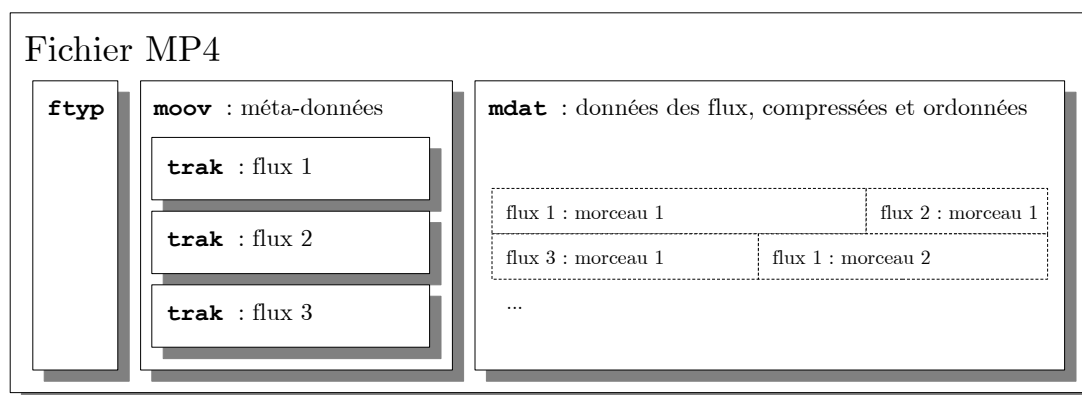 Fichier MP4
ftyp
moov : méta-données
trak : flux 1
trak : flux 2
trak : flux 3
mdat : données des flux, compressées et ordonnées
flux 1 : morceau 1
flux 2 : morceau 1
flux 3 : morceau 1
flux 1 : morceau 2
...